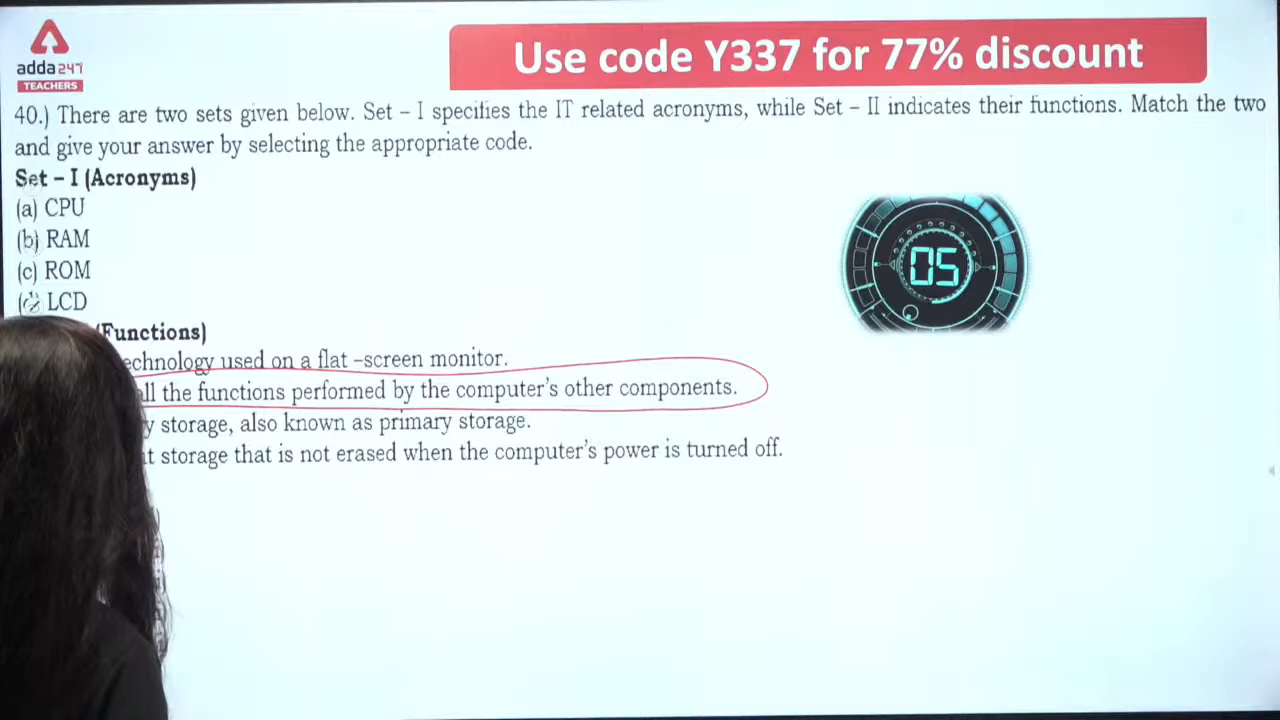 adda247
TEACHERS
Use code Y337 for 77% discount
40.) There are two sets given below. Set – I specifies the IT related acronyms, while Set – II indicates their functions. Match the two
and give your answer by selecting the appropriate code.
Set – I (Acronyms)
(a) CPU
(b) RAM
(c) ROM
LCD
05
(Functions)
used on a flat –screen monitor.
the functions performed by the computer's other components.
storage, also known as primary storage.
storage that is not erased when the computer's power is turned off.